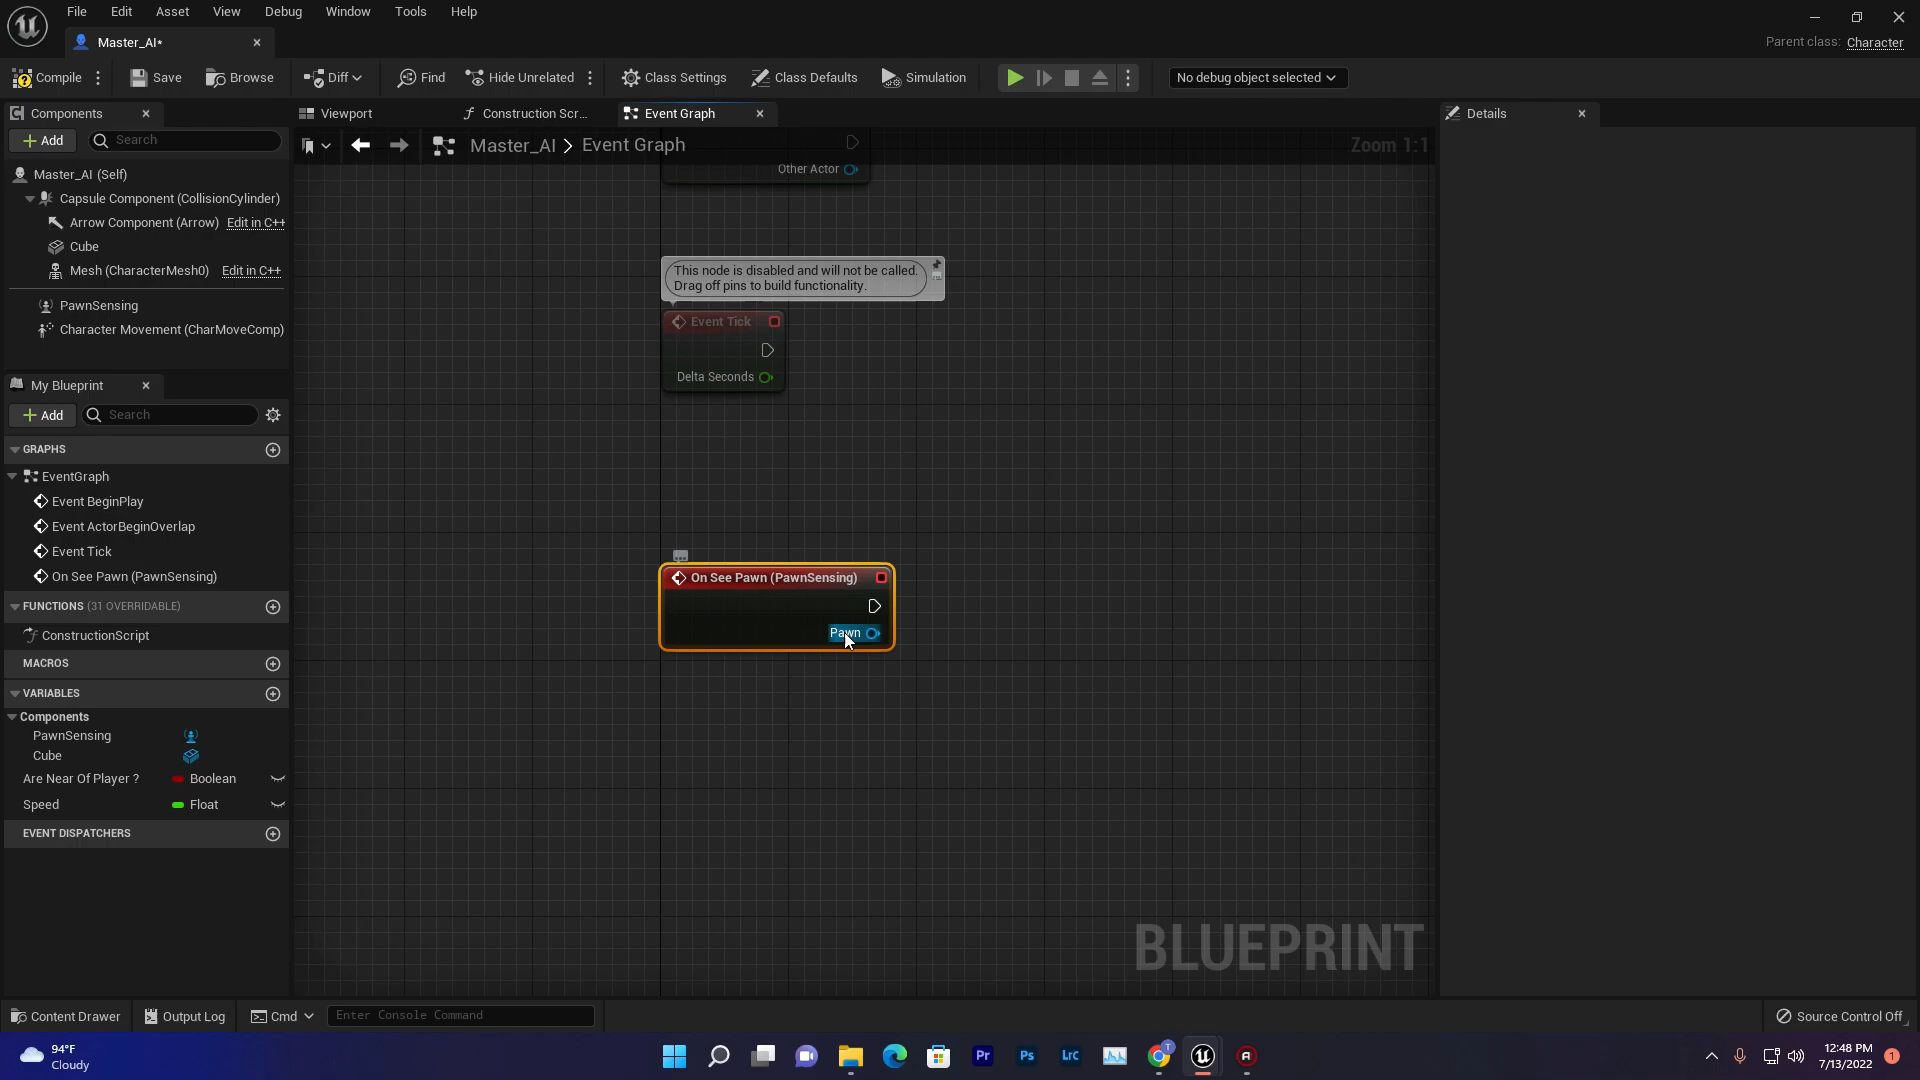 File Edit Asset View Debug Window Tools Help
Master_AI*
Parent class: Character
Compile Save Browse Diff Find Hide Unrelated Class Settings Class Defaults Simulation No debug object selected
Components
Viewport Construction Scr... Event Graph
Details
Add Search
Master_AI > Event Graph
Zoom 1:1
Master_AI (Self)
Capsule Component (CollisionCylinder)
Arrow Component (Arrow) Edit in C++
Cube
Mesh (CharacterMesh0) Edit in C++
PawnSensing
Character Movement (CharMoveComp)
Other Actor
This node is disabled and will not be called.
Drag off pins to build functionality.
Event Tick
Delta Seconds
My Blueprint
Add Search
GRAPHS
EventGraph
Event BeginPlay
Event ActorBeginOverlap
Event Tick
On See Pawn (PawnSensing)
FUNCTIONS (31 OVERRIDABLE)
ConstructionScript
MACROS
VARIABLES
Components
PawnSensing
Cube
Are Near Of Player ? Boolean
Speed Float
EVENT DISPATCHERS
On See Pawn (PawnSensing)
Pawn
BLUEPRINT
Content Drawer Output Log Cmd Enter Console Command Source Control Off
94°F
Cloudy
Pr Ps LrC T
12:48 PM
7/13/2022
1